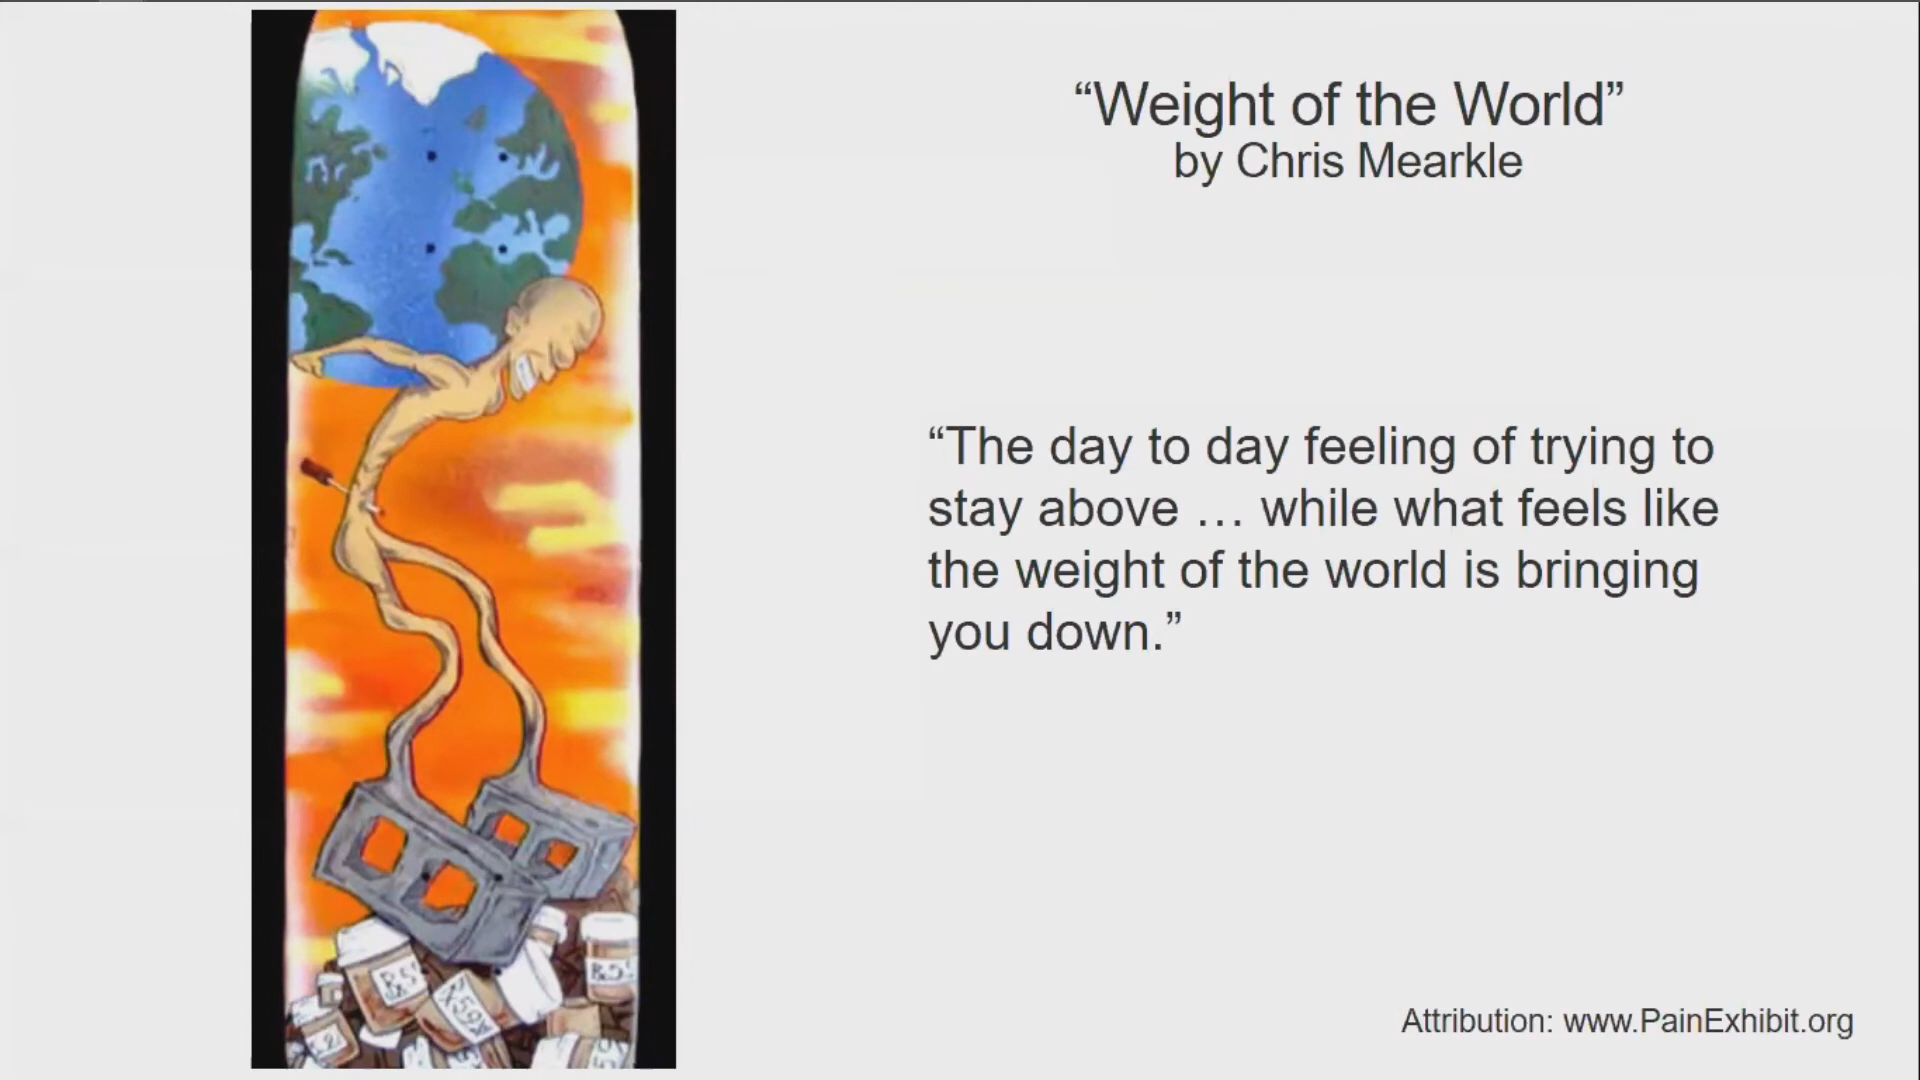 “Weight of the World”
by Chris Mearkle
“The day to day feeling of trying to
stay above … while what feels like
the weight of the world is bringing
you down.”
Attribution: www.PainExhibit.org